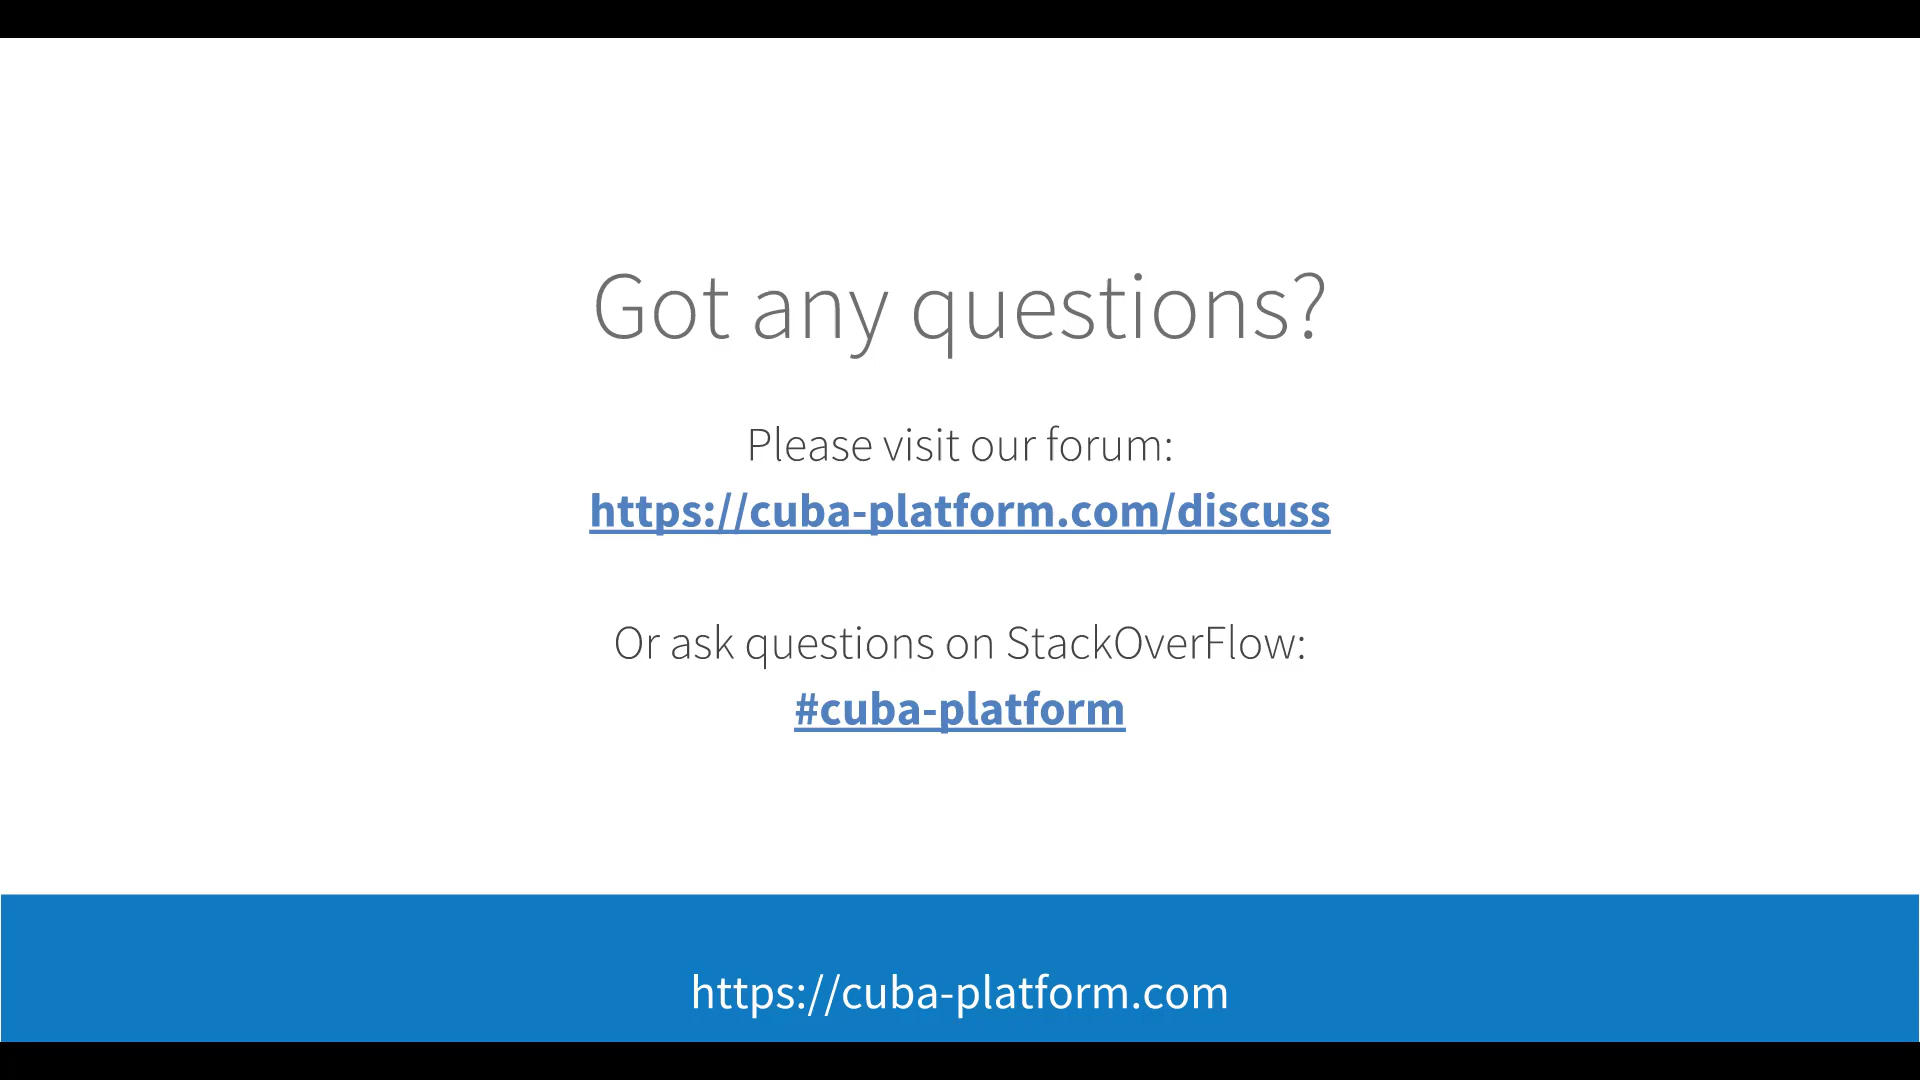 Got any questions?
Please visit our forum:
https://cuba-platform.com/discuss
Or ask questions on StackOverFlow:
#cuba-platform
https://cuba-platform.com